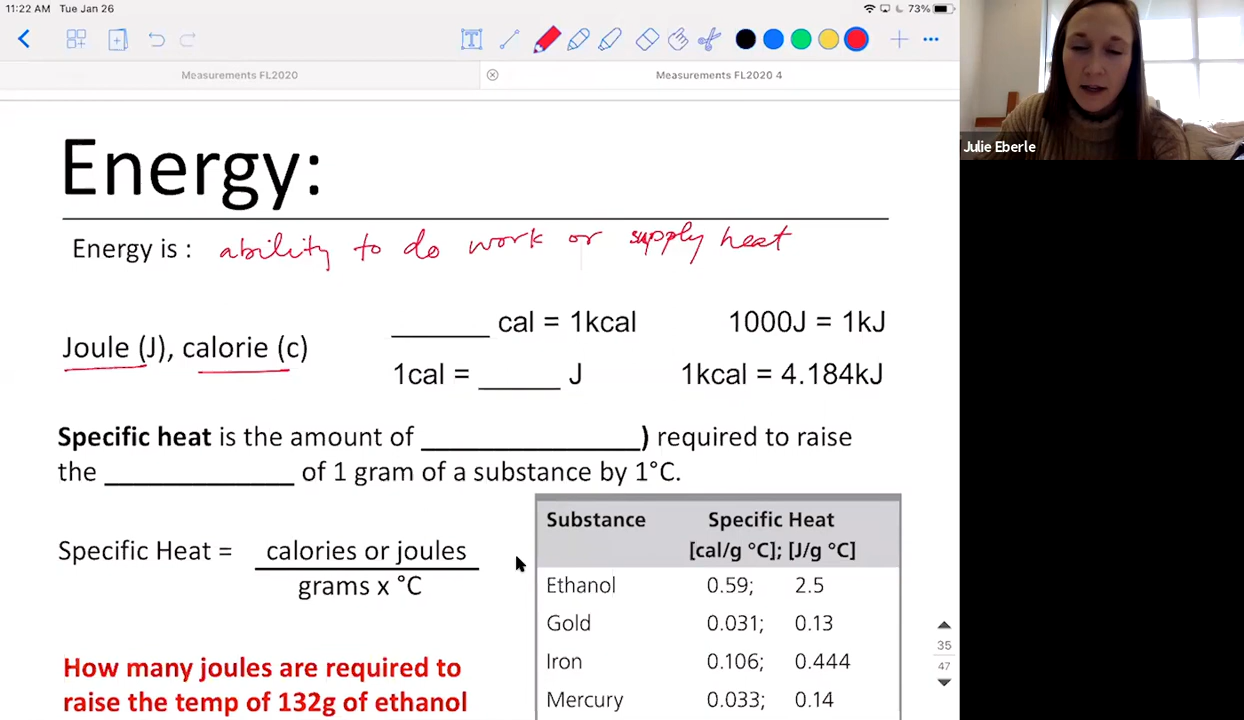 11:22 AM Tue Jan 26
73%
Measurements FL2020
Measurements FL2020 4
Julie Eberle
Energy:
Energy is : ability to do work or supply heat
Joule (J), calorie (c)
______ cal = 1kcal
1000J = 1kJ
1cal = _____ J
1kcal = 4.184kJ
Specific heat is the amount of ________________) required to raise
the ______________ of 1 gram of a substance by 1°C.
Specific Heat = calories or joules
grams x °C
Substance Specific Heat
[cal/g °C]; [J/g °C]
Ethanol 0.59; 2.5
Gold 0.031; 0.13
Iron 0.106; 0.444
Mercury 0.033; 0.14
How many joules are required to
raise the temp of 132g of ethanol
35
47